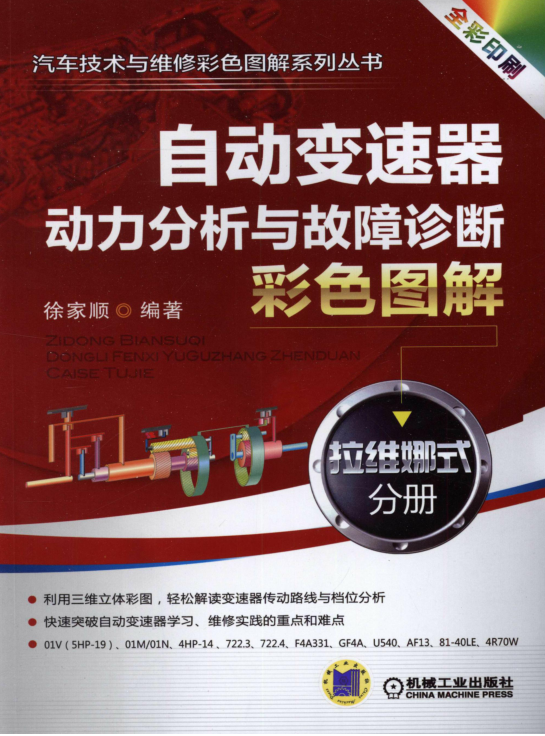 全彩印刷
汽车技术与维修彩色图解系列丛书
自动变速器
动力分析与故障诊断
彩色图解
徐家顺 ◎ 编著
ZIDONG BIANSUQI
DONGLI FENXI YUGUZHANG ZHENDUAN
CAISE TUJIE
拉维娜式
分册
● 利用三维立体彩图，轻松解读变速器传动路线与档位分析
● 快速突破自动变速器学习、维修实践的重点和难点
● 01V（5HP-19）、01M/01N、4HP-14、722.3、722.4、F4A331、GF4A、U540、AF13、81-40LE、4R70W
机械工业出版社
CHINA MACHINE PRESS